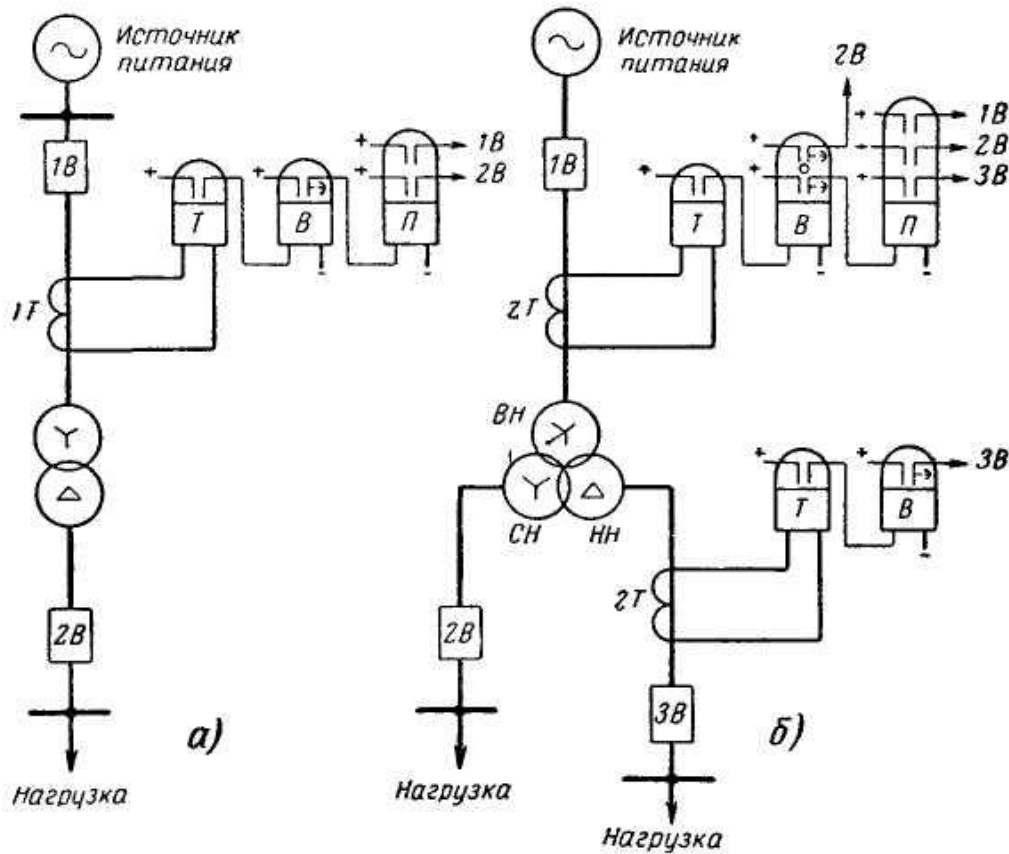 Источник
питания
1В
+
+
+
+
1В
2В
Т
В
П
-
-
1Т
2В
а)
Нагрузка
Источник
питания
2В
1В
+
+
+
+
+
+
1В
2В
3В
Т
В
П
-
-
2Т
ВН
СН
НН
+
+
3В
Т
В
-
2Т
2В
3В
б)
Нагрузка
Нагрузка